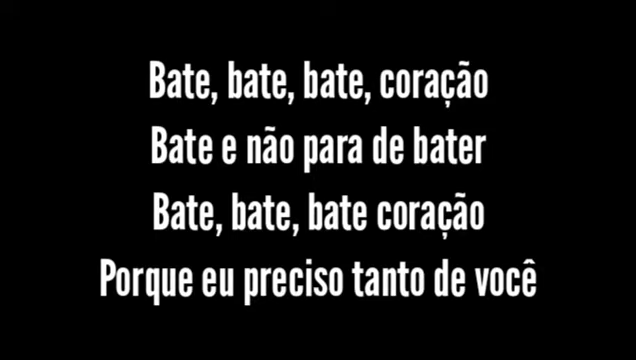 Bate, bate, bate, coração
Bate e não para de bater
Bate, bate, bate coração
Porque eu preciso tanto de você